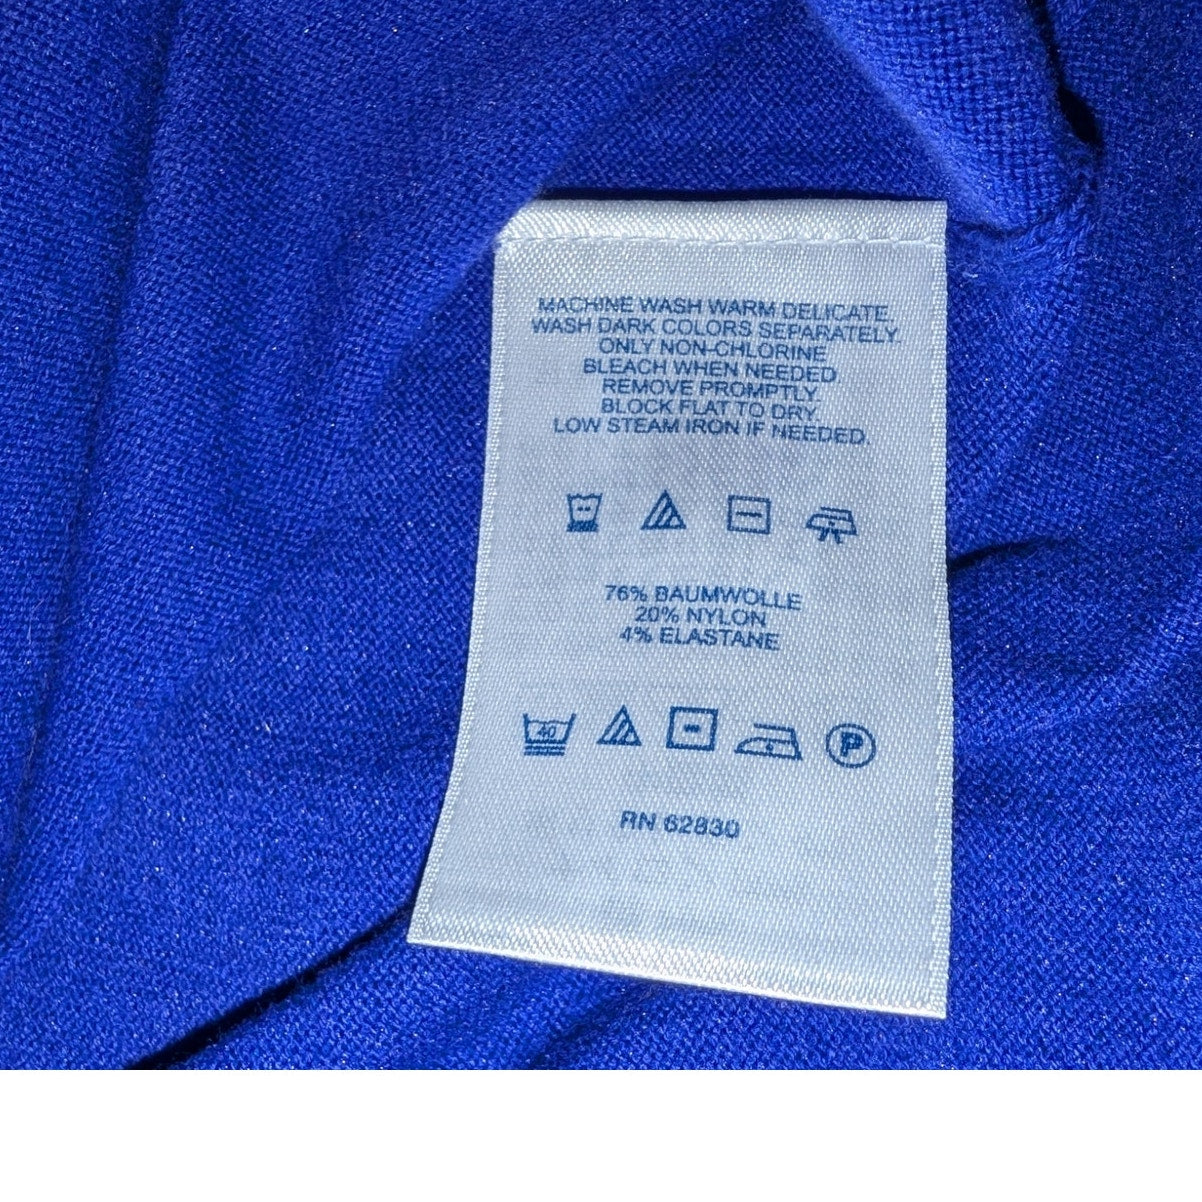 MACHINE WASH WARM DELICATE.
WASH DARK COLORS SEPARATELY.
ONLY NON-CHLORINE
BLEACH WHEN NEEDED.
REMOVE PROMPTLY.
BLOCK FLAT TO DRY.
LOW STEAM IRON IF NEEDED.
76% BAUMWOLLE
20% NYLON
4% ELASTANE
40 P
RN 62830